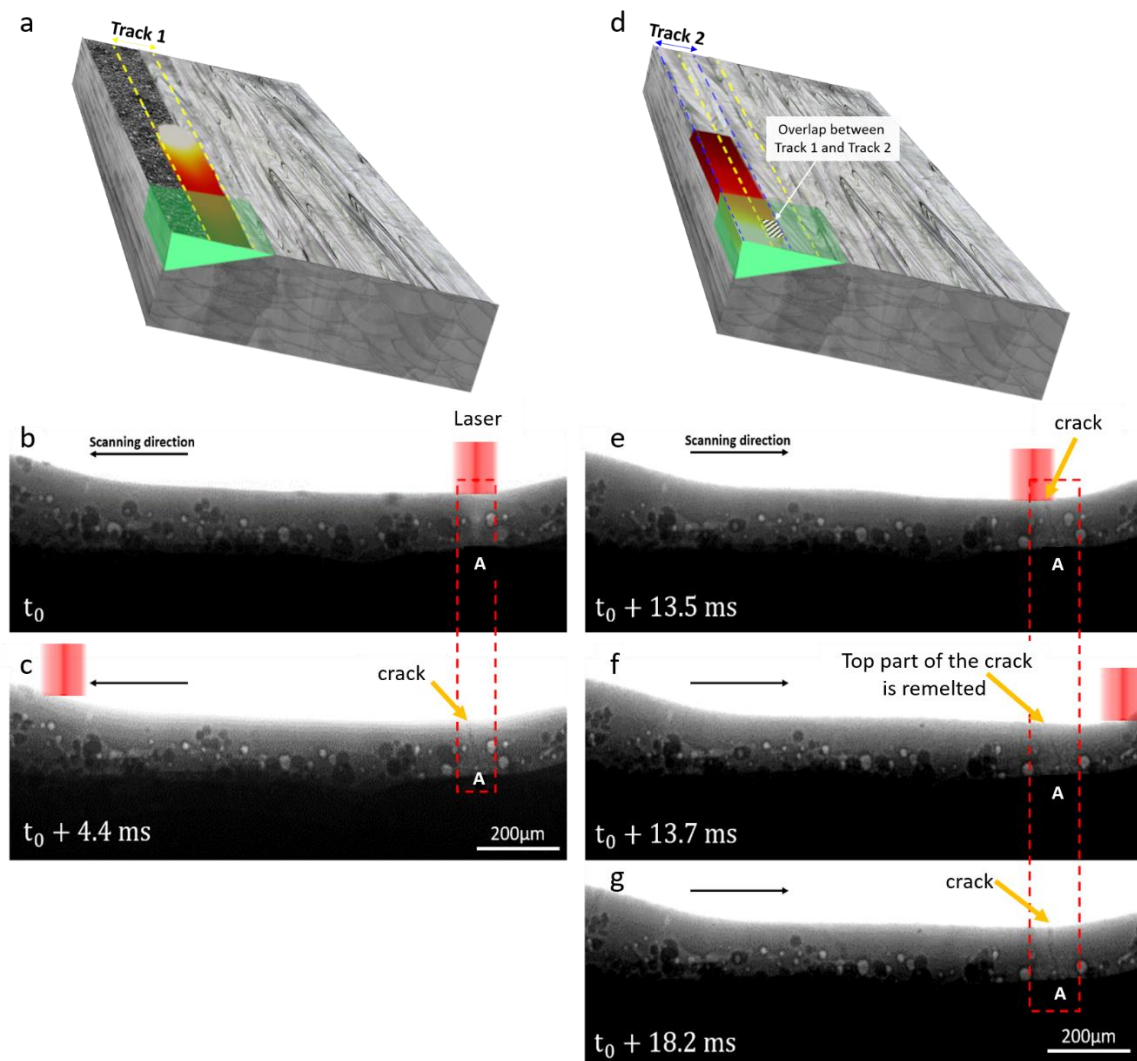 a
Track 1
d
Track 2
Overlap between
Track 1 and Track 2
b
Scanning direction
Laser
A
t₀
c
crack
A
t₀ + 4.4 ms
200µm
e
Scanning direction
crack
A
t₀ + 13.5 ms
f
Top part of the crack
is remelted
A
t₀ + 13.7 ms
g
crack
A
t₀ + 18.2 ms
200µm